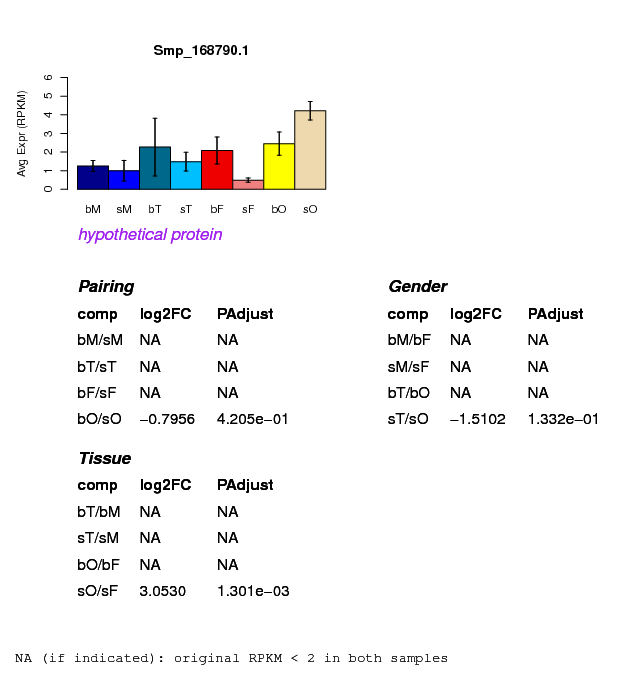 Smp_168790.1
Avg Expr (RPKM)
0 1 2 3 4 5 6
bM sM bT sT bF sF bO sO
hypothetical protein
Pairing
comp log2FC PAdjust
bM/sM NA NA
bT/sT NA NA
bF/sF NA NA
bO/sO −0.7956 4.205e−01
Gender
comp log2FC PAdjust
bM/bF NA NA
sM/sF NA NA
bT/bO NA NA
sT/sO −1.5102 1.332e−01
Tissue
comp log2FC PAdjust
bT/bM NA NA
sT/sM NA NA
bO/bF NA NA
sO/sF 3.0530 1.301e−03
NA (if indicated): original RPKM < 2 in both samples